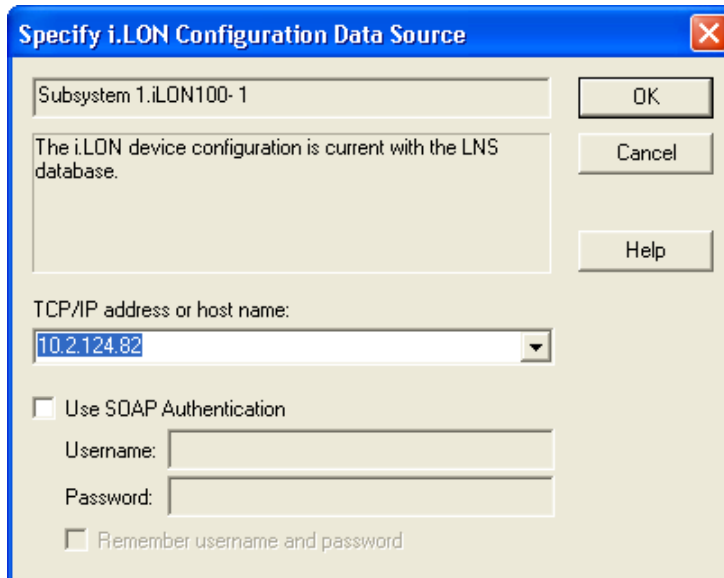 Specify i.LON Configuration Data Source
Subsystem 1.iLON100- 1
OK
The i.LON device configuration is current with the LNS
database.
Cancel
Help
TCP/IP address or host name:
10.2.124.82
Use SOAP Authentication
Username:
Password:
Remember username and password